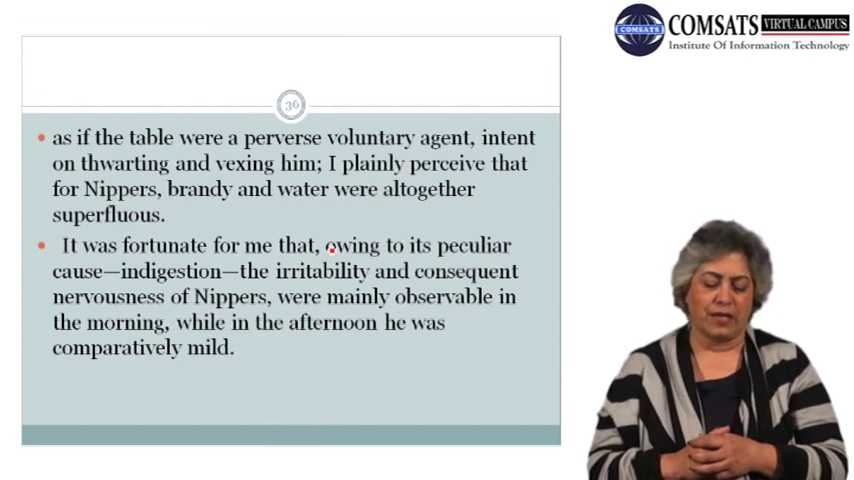 COMSATS
COMSATS VIRTUAL CAMPUS
Institute Of Information Technology
36
as if the table were a perverse voluntary agent, intent
on thwarting and vexing him; I plainly perceive that
for Nippers, brandy and water were altogether
superfluous.
It was fortunate for me that, owing to its peculiar
cause—indigestion—the irritability and consequent
nervousness of Nippers, were mainly observable in
the morning, while in the afternoon he was
comparatively mild.